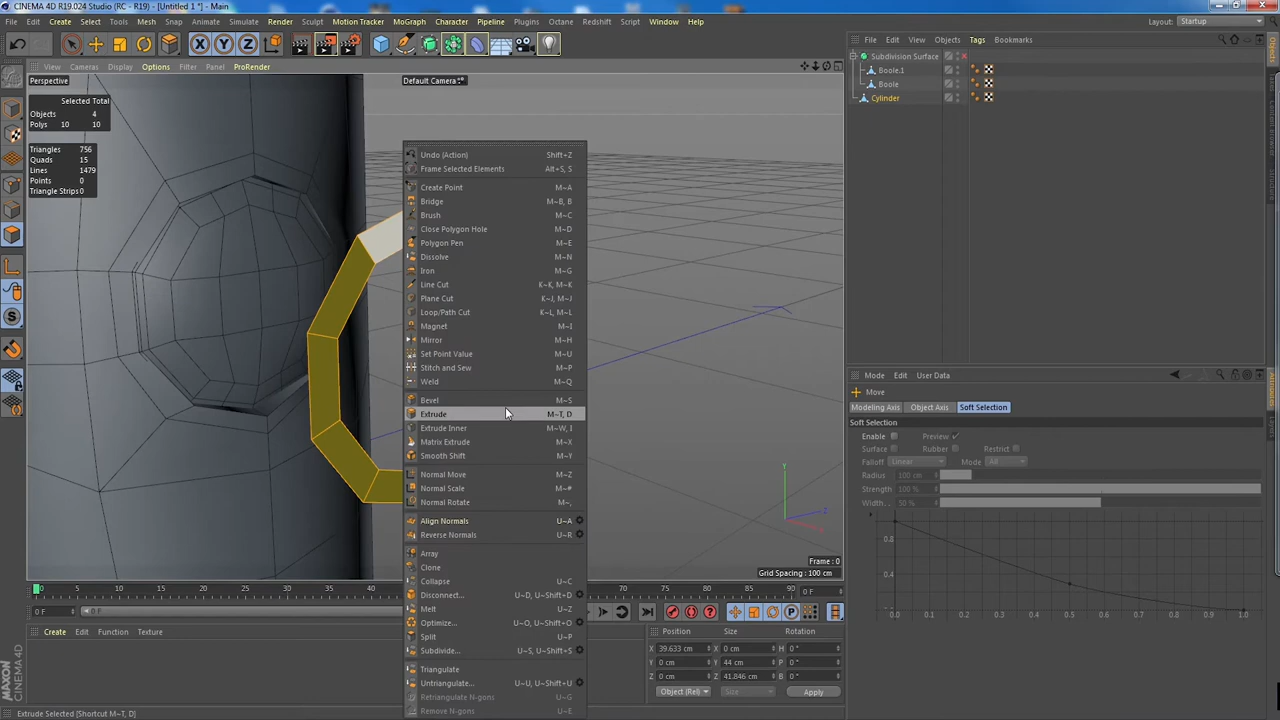 CINEMA 4D R19.024 Studio (RC - R19) - [Untitled 1 *] - Main
Edit Create Select Tools Mesh Snap Animate Simulate Render Sculpt Motion Tracker MoGraph Character Pipeline Plugins Octane Redshift Script Window Help
Layout: Startup
X Y Z
View Cameras Display Options Filter Panel ProRender
Perspective
Default Camera
Selected Total
Objects 4
Polys 10 10
Triangles 756
Quads 15
Lines 1479
Points 0
Triangle Strips 0
Undo (Action) Shift+Z
Frame Selected Elements Alt+S, S
Create Point M~A
Bridge M~B, B
Brush M~C
Close Polygon Hole M~D
Polygon Pen M~E
Dissolve M~N
Iron M~G
Line Cut K~K, M~K
Plane Cut K~J, M~J
Loop/Path Cut K~L, M~L
Magnet M~I
Mirror M~H
Set Point Value M~U
Stitch and Sew M~P
Weld M~Q
Bevel M~S
Extrude M~T, D
Extrude Inner M~W, I
Matrix Extrude M~X
Smooth Shift M~Y
Normal Move M~Z
Normal Scale M~#
Normal Rotate M~,
Align Normals U~A
Reverse Normals U~R
Array
Clone
Collapse U~C
Disconnect... U~D, U~Shift+D
Melt U~Z
Optimize... U~O, U~Shift+O
Split U~P
Subdivide... U~S, U~Shift+S
Triangulate
Untriangulate... U~U, U~Shift+U
Retriangulate N-gons U~G
Remove N-gons U~E
Y
Z
X
Frame : 0
Grid Spacing : 100 cm
0 5 10 15 20 25 30 35 40 70 75 80 85 90
0 F
0 F
0 F
Create Edit Function Texture
Position Size Rotation
X 39.633 cm X 0 cm H 0 °
Y 0 cm Y 44 cm P 0 °
Z 0 cm Z 41.846 cm B 0 °
Object (Rel) Size Apply
Extrude Selected [Shortcut M~T, D]
MAXON CINEMA 4D
File Edit View Objects Tags Bookmarks
Subdivision Surface
Boole.1
Boole
Cylinder
Objects
Mode Edit User Data
Move
Modeling Axis Object Axis Soft Selection
Soft Selection
Enable Preview
Surface Rubber Restrict
Falloff Linear Mode All
Radius 100 cm
Strength 100 %
Width... 50 %
0.8
0.4
0.0 0.1 0.2 0.3 0.4 0.5 0.6 0.7 0.8 0.9 1.0
Attributes
Layers